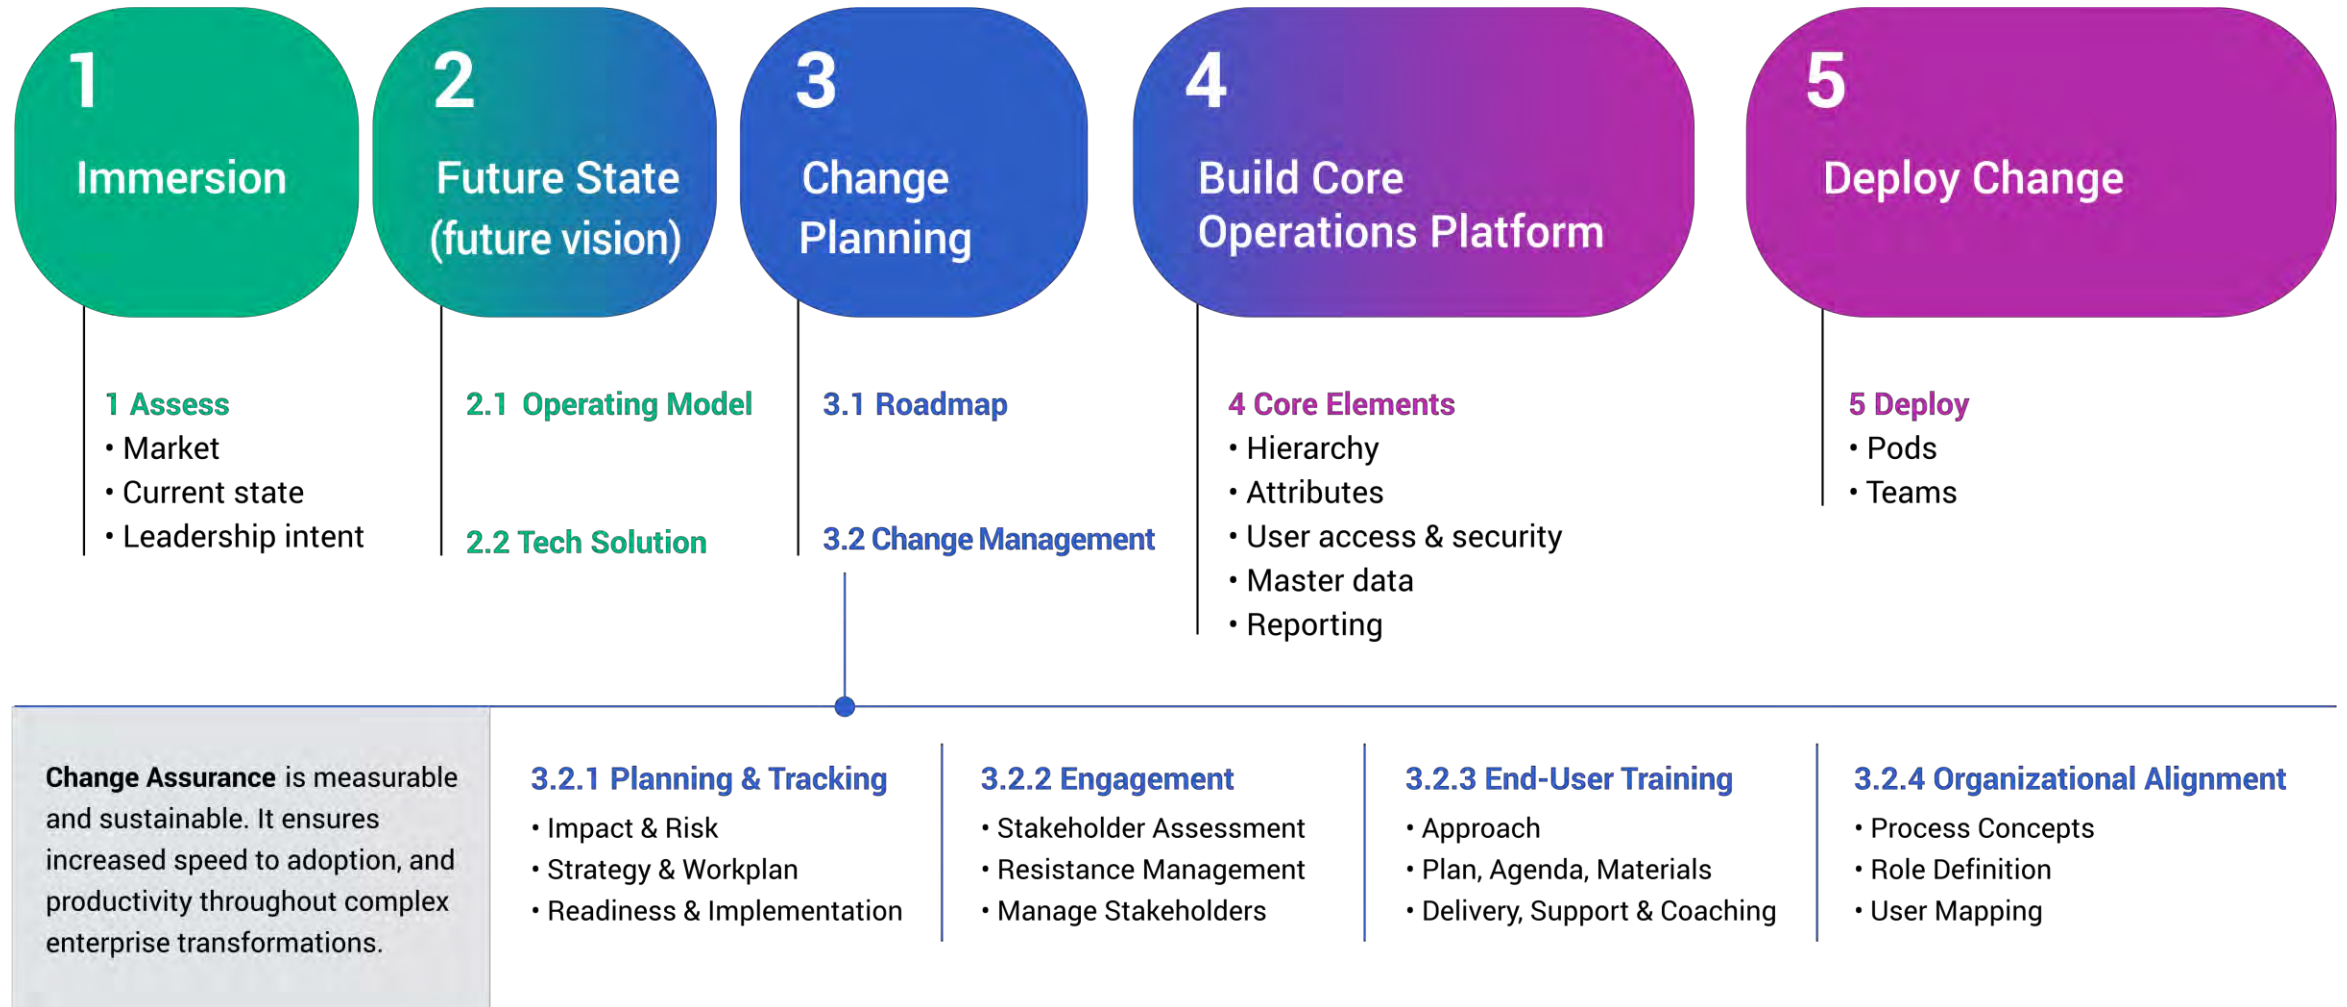 1
Immersion
2
Future State
(future vision)
3
Change
Planning
4
Build Core
Operations Platform
5
Deploy Change
1 Assess
• Market
• Current state
• Leadership intent
2.1 Operating Model
2.2 Tech Solution
3.1 Roadmap
3.2 Change Management
4 Core Elements
• Hierarchy
• Attributes
• User access & security
• Master data
• Reporting
5 Deploy
• Pods
• Teams
Change Assurance is measurable
and sustainable. It ensures
increased speed to adoption, and
productivity throughout complex
enterprise transformations.
3.2.1 Planning & Tracking
• Impact & Risk
• Strategy & Workplan
• Readiness & Implementation
3.2.2 Engagement
• Stakeholder Assessment
• Resistance Management
• Manage Stakeholders
3.2.3 End-User Training
• Approach
• Plan, Agenda, Materials
• Delivery, Support & Coaching
3.2.4 Organizational Alignment
• Process Concepts
• Role Definition
• User Mapping